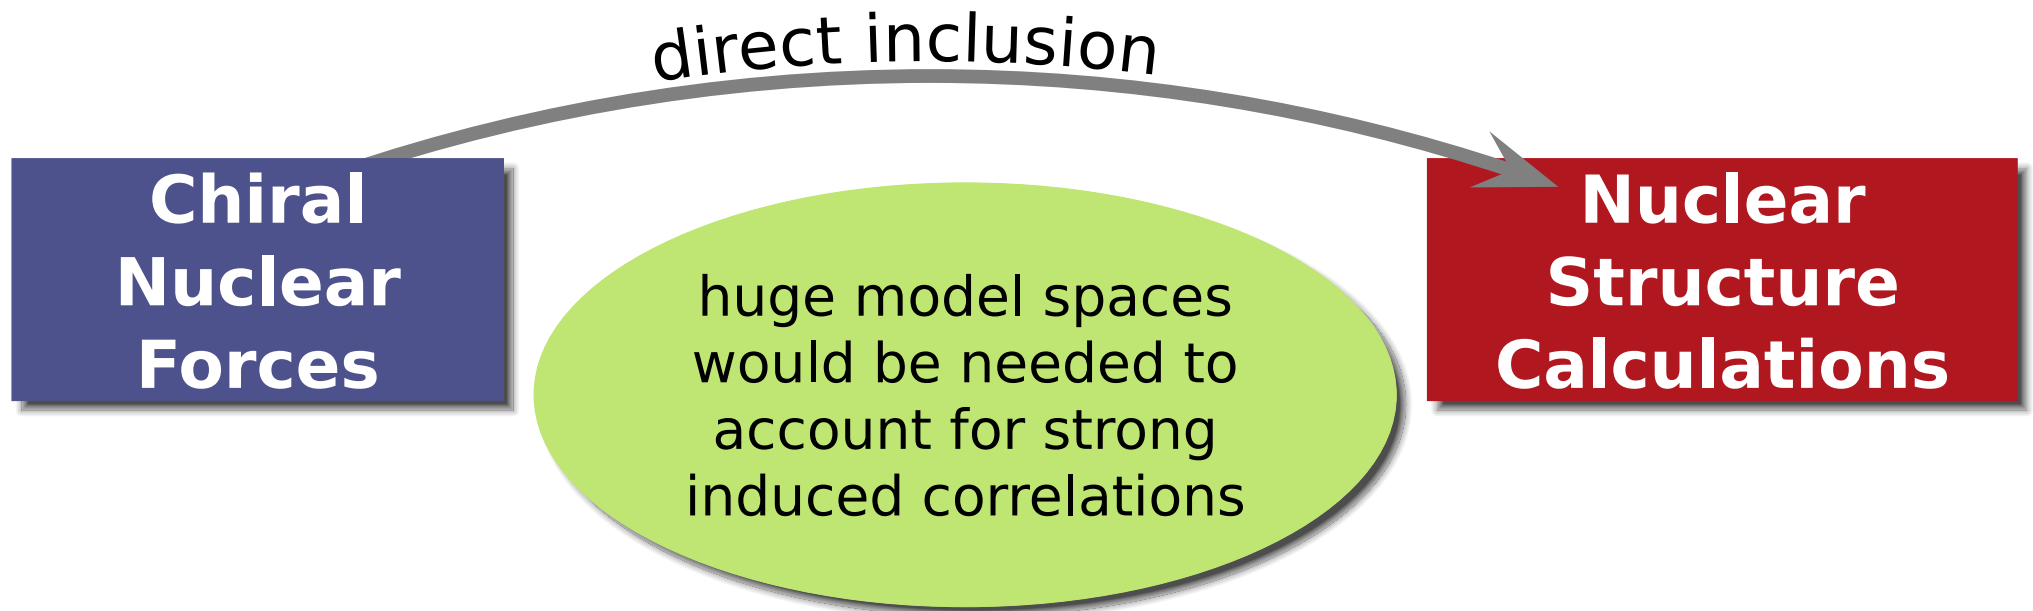 direct inclusion
Chiral
Nuclear
Forces
huge model spaces
would be needed to
account for strong
induced correlations
Nuclear
Structure
Calculations